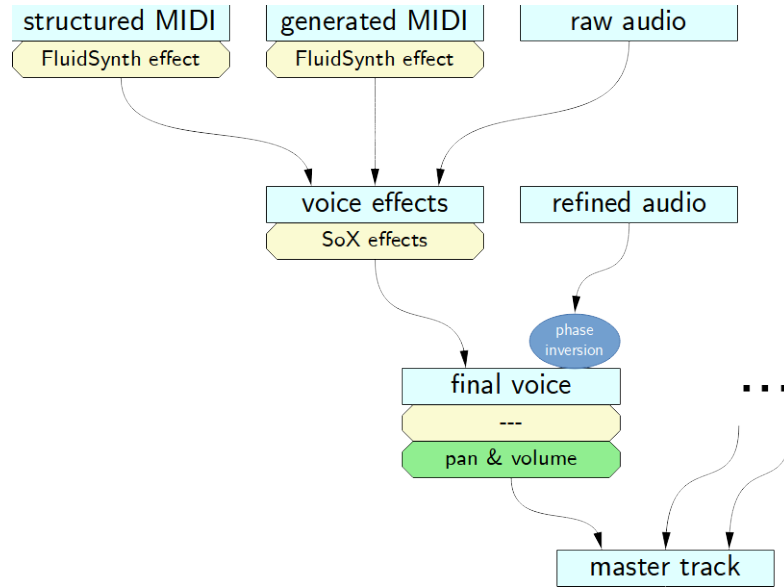 structured MIDI
generated MIDI
raw audio
FluidSynth effect
FluidSynth effect
voice effects
refined audio
SoX effects
phase
inversion
final voice
...
---
pan & volume
master track